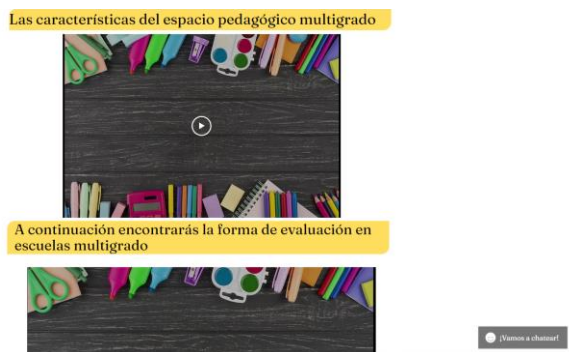 Las características del espacio pedagógico multigrado
A continuación encontrarás la forma de evaluación en
escuelas multigrado
¡Vamos a chatear!